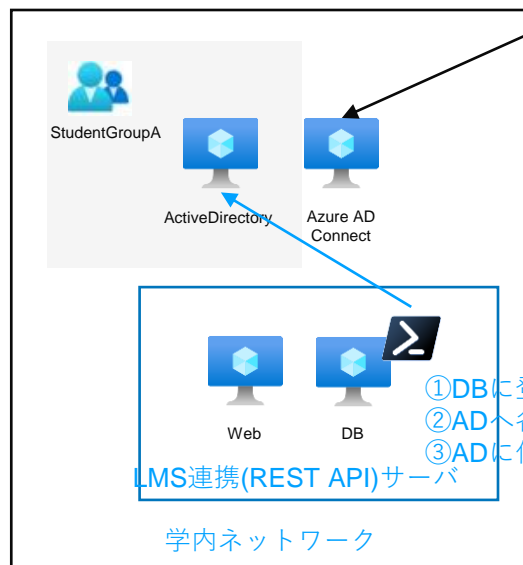 StudentGroupA
ActiveDirectory
Azure AD
Connect
Web
DB
①DBに
②ADへ
③ADに
LMS連携(REST API)サーバ
学内ネットワーク